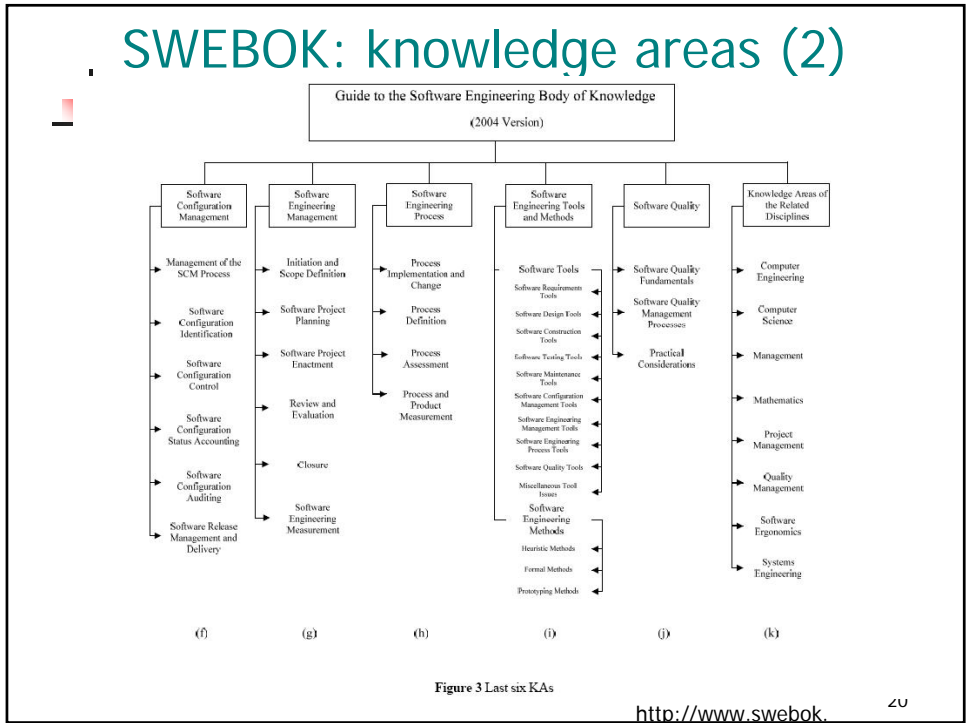 SWEBOK: knowledge areas (2)
Guide to the Software Engineering Body of Knowledge
(2004 Version)
Software
Configuration
Management
Management of the
SCM Process
Software
Configuration
Identification
Software
Configuration
Control
Software
Configuration
Status Accounting
Software
Configuration
Auditing
Software Release
Management and
Delivery
(f)
Software
Engineering
Management
Initiation and
Scope Definition
Software Project
Planning
Software Project
Enactment
Review and
Evaluation
Closure
Software
Engineering
Measurement
(g)
Software
Engineering
Process
Process
Implementation and
Change
Process
Definition
Process
Assessment
Process and
Product
Measurement
(h)
Software
Engineering Tools
and Methods
Software Tools
Software Requirements
Tools
Software Design Tools
Software Construction
Tools
Software Testing Tools
Software Maintenance
Tools
Software Configuration
Management Tools
Software Engineering
Management Tools
Software Engineering
Process Tools
Software Quality Tools
Miscellaneous Tool
Issues
Software
Engineering
Methods
Heuristic Methods
Formal Methods
Prototyping Methods
(i)
Software Quality
Software Quality
Fundamentals
Software Quality
Management
Processes
Practical
Considerations
(j)
Knowledge Areas of
the Related
Disciplines
Computer
Engineering
Computer
Science
Management
Mathematics
Project
Management
Quality
Management
Software
Ergonomics
Systems
Engineering
(k)
Figure 3 Last six KAs
20
http://www.swebok.